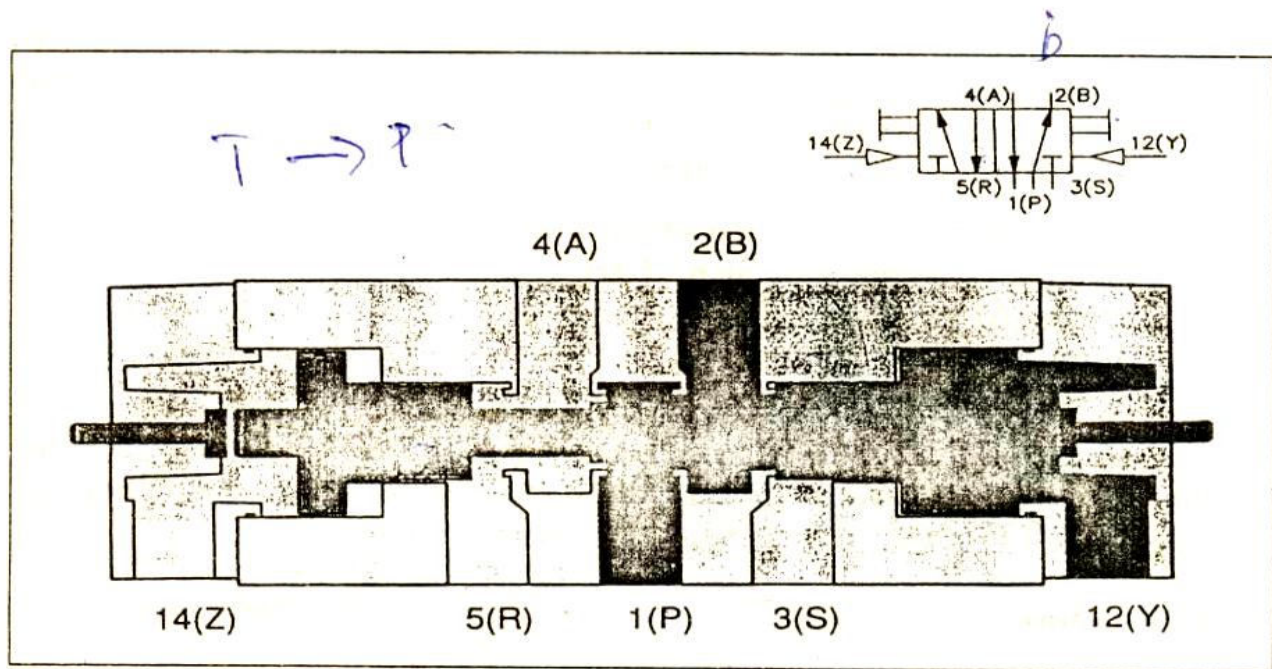 b
4(A) 2(B)
T → P
14(Z) 12(Y)
5(R) 3(S)
1(P)
4(A) 2(B)
14(Z) 5(R) 1(P) 3(S) 12(Y)